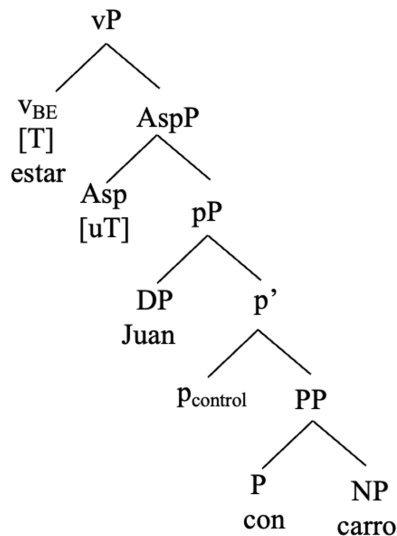 vP
vBE
[T]
estar
AspP
Asp
[uT]
pP
DP
Juan
p’
pcontrol
PP
P
con
NP
carro